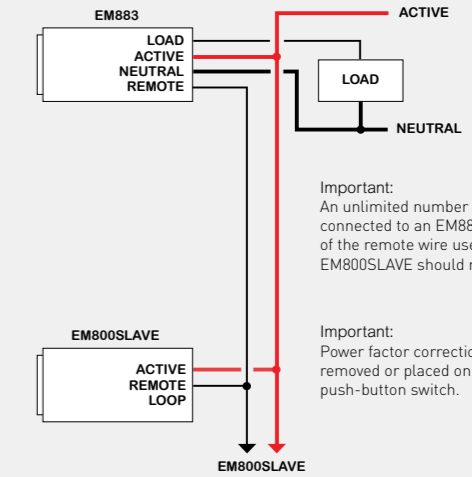 EM883
ACTIVE
LOAD
ACTIVE
NEUTRAL
REMOTE
LOAD
NEUTRAL
Important:
An unlimited number
connected to an EM88
of the remote wire use
EM800SLAVE should
Important:
Power factor correctio
removed or placed on
push-button switch.
EM800SLAVE
ACTIVE
REMOTE
LOOP
EM800SLAVE